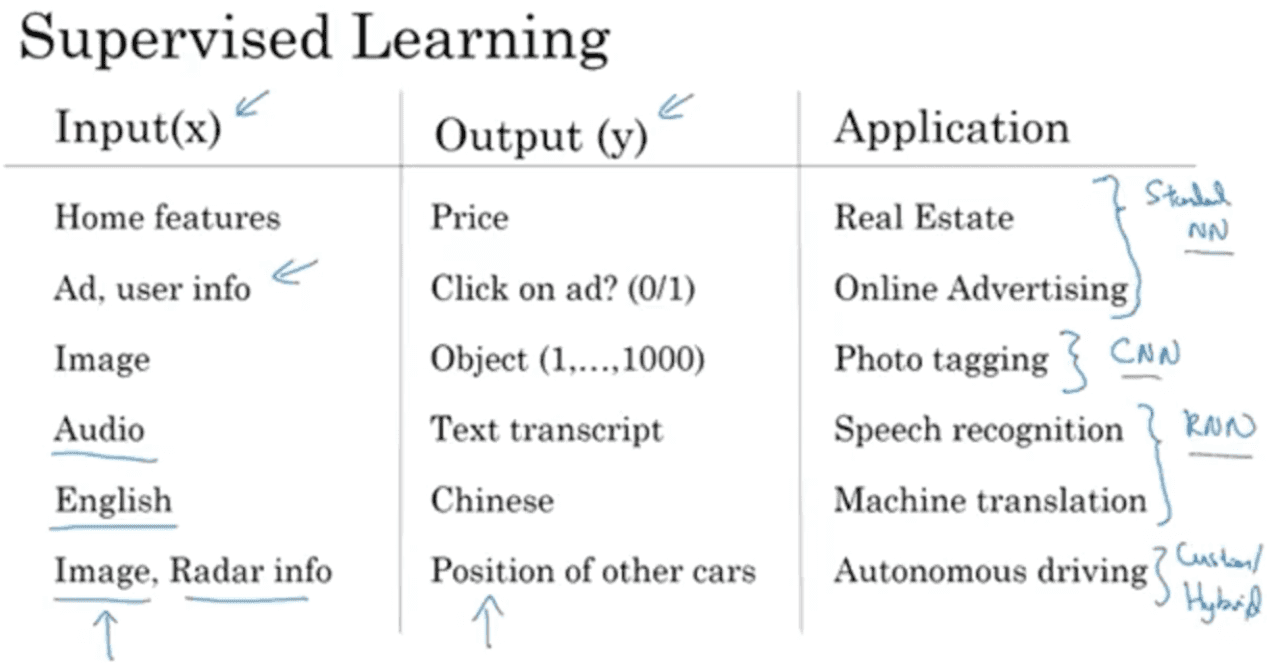 Supervised Learning
Input(x) Output (y) Application
Home features Price Real Estate Standard
NN
Ad, user info Click on ad? (0/1) Online Advertising
Image Object (1,...,1000) Photo tagging CNN
Audio Text transcript Speech recognition RNN
English Chinese Machine translation
Image, Radar info Position of other cars Autonomous driving Custom/
Hybrid